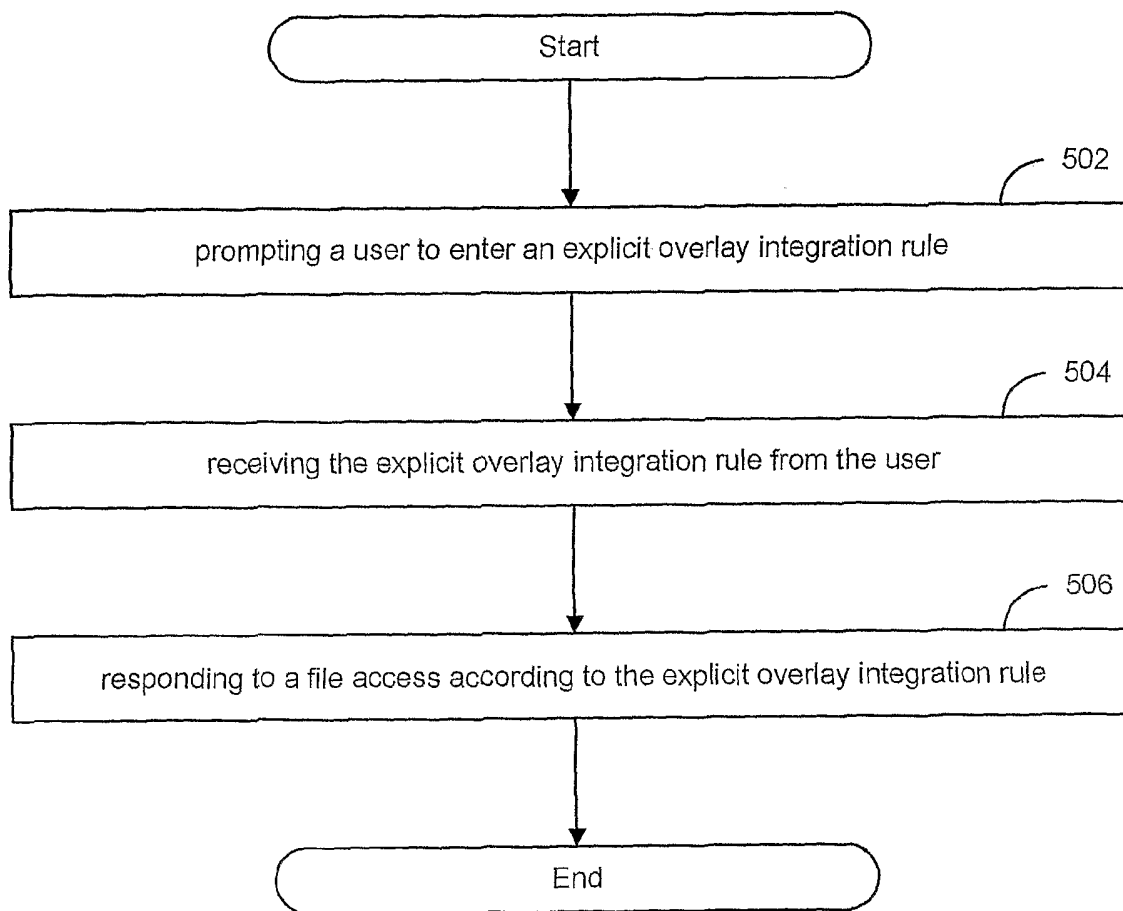 Start
502
prompting a user to enter an explicit overlay integration rule
504
receiving the explicit overlay integration rule from the user
506
responding to a file access according to the explicit overlay integration rule
End